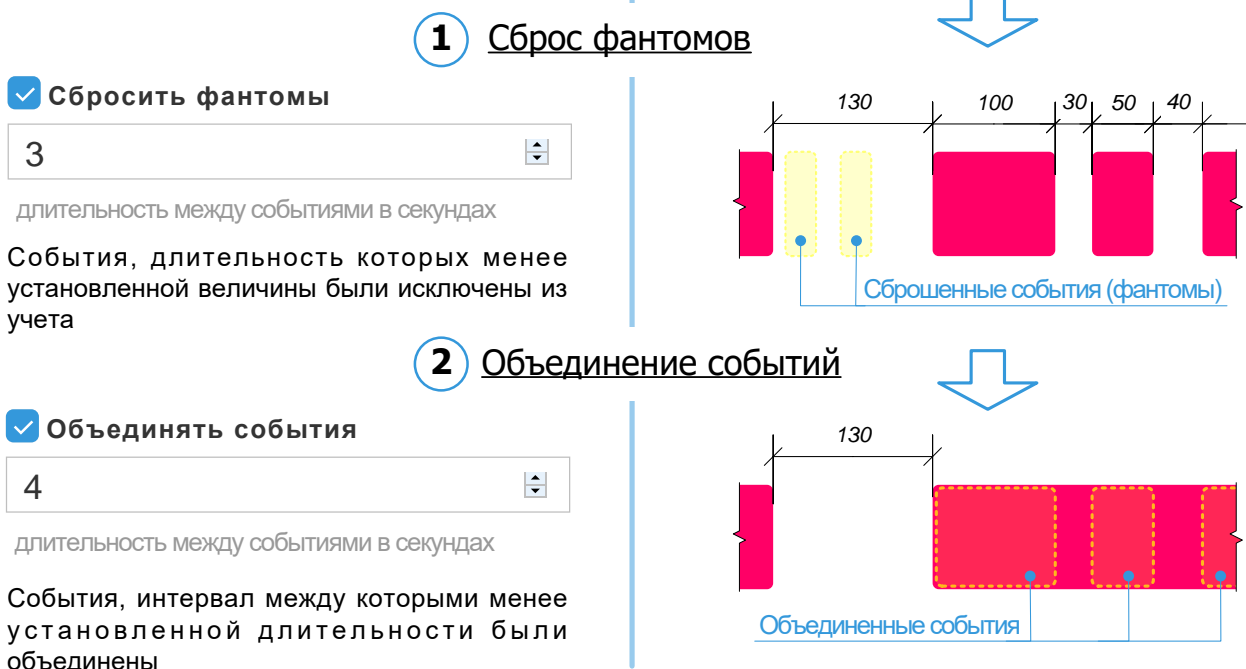 1 Сброс фантомов
Сбросить фантомы
3
длительность между событиями в секундах
События, длительность которых менее
установленной величины были исключены из
учета
130 100 30 50 40
Сброшенные события (фантомы)
2 Объединение событий
Объединять события
4
длительность между событиями в секундах
События, интервал между которыми менее
установленной длительности были
объединены
130
Объединенные события